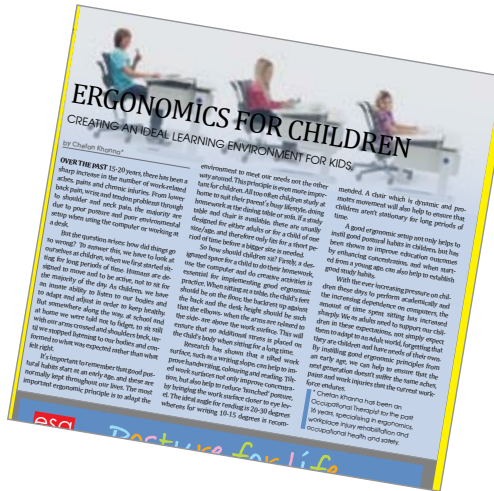 ERGONOMICS FOR CHILDREN
CREATING AN IDEAL LEARNING ENVIRONMENT FOR KIDS
by Chetan Khanna*
OVER THE PAST 15-20 years, there has been a
sharp increase in the number of work-related
aches, pains and chronic injuries. From lower
back pain, wrist and tendon problems through
to shoulder and neck pain, the majority are
due to poor posture and poor environmental
setup when using the computer or working at
desk.
But the question arises: how did things go
so wrong? To answer this, we have to look at
ourselves at children, when we first started sit-
ting for long periods of time. Humans are de-
signed to move and to be active, not to sit for
the majority of the day. As children, we have
an innate ability to listen to our bodies and
to adapt and adjust in order to keep healthy.
But somewhere along the way, at school and
at home we were told not to fidget, to sit still
with our arms crossed and shoulders back, un-
til we stopped listening to our bodies and con-
formed to what was expected rather than what
felt right.
It's important to remember that good pos-
tural habits start at an early age, and these are
normally kept throughout our lives. The most
important ergonomic principle is to adapt the
environment to meet our needs not the other
way around. This principle is even more impor-
tant for children. All too often children study at
home to suit their parent's busy lifestyle, doing
homework at the dining table or sofa. If a study
table and chair is available, these are usually
designed for either adults or for a child of one
size/age, and therefore only fits for a short pe-
riod of time before a bigger size is needed.
So how should children sit? Firstly, a des-
ignated space for a child to do their homework,
use the computer and do creative activities is
essential for implementing good ergonomic
practice. When sitting at a table, the child's feet
should be on the floor, the backrest up against
the back and the desk height should be such
that the elbows- when the arms are relaxed to
the side- are above the work surface. This will
ensure that no additional stress is placed on
the child's body when sitting for a long time.
Research has shown that a tilted work
surface, such as a writing slope, can help to im-
prove handwriting, colouring and reading. Tilt-
ed work surfaces not only improve concentra-
tion, but also help to reduce 'hunched' posture,
by bringing the work surface closer to eye lev-
el. The ideal angle for reading is 20-30 degrees
whereas for writing 10-15 degrees is recom-
mended. A chair which is dynamic and pro-
motes movement will also help to ensure that
children aren't stationary for long periods of
time.
A good ergonomic setup not only helps to
instil good postural habits in children, but has
been shown to improve education outcomes
by enhancing concentration, and when start-
ed from a young age, can also help to establish
good study habits.
With the ever increasing pressure on chil-
dren these days to perform academically and
the increasing dependency on computers, the
amount of time spent sitting has increased
sharply. We as adults need to support our chil-
dren in these expectations, not simply expect
them to adapt to an adult world, forgetting that
they are children and have needs of their own.
By instilling good ergonomic principles from
an early age, we can help to ensure that the
next generation doesn't suffer the same aches,
pains and work injuries that the current work-
force endures.
* Chetan Khanna has been an
Occupational Therapist for the past
16 years, specialising in ergonomics,
workplace injury rehabilitation and
occupational health and safety.
esa
Posture for life